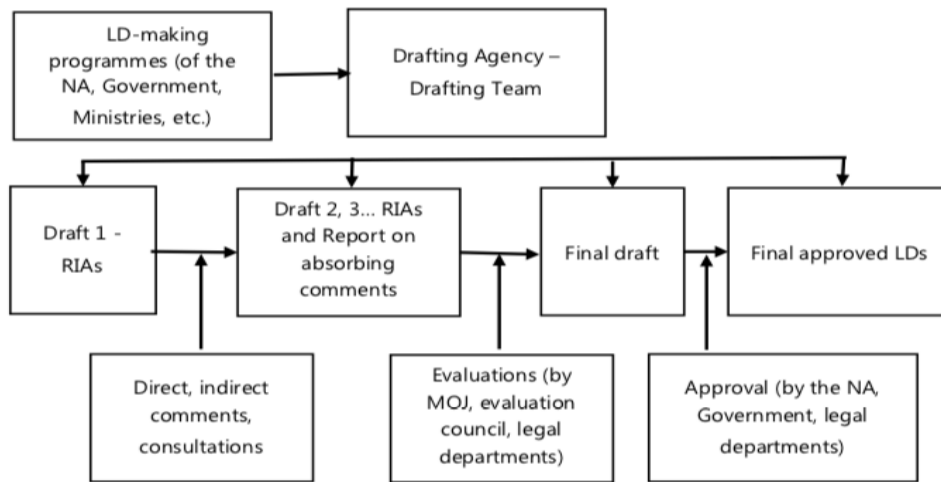 LD-making
programmes (of the
NA, Government,
Ministries, etc.)
Drafting Agency –
Drafting Team
Draft 1 -
RIAs
Draft 2, 3... RIAs
and Report on
absorbing
comments
Final draft
Final approved LDs
Direct, indirect
comments,
consultations
Evaluations (by
MOJ, evaluation
council, legal
departments)
Approval (by the NA,
Government, legal
departments)